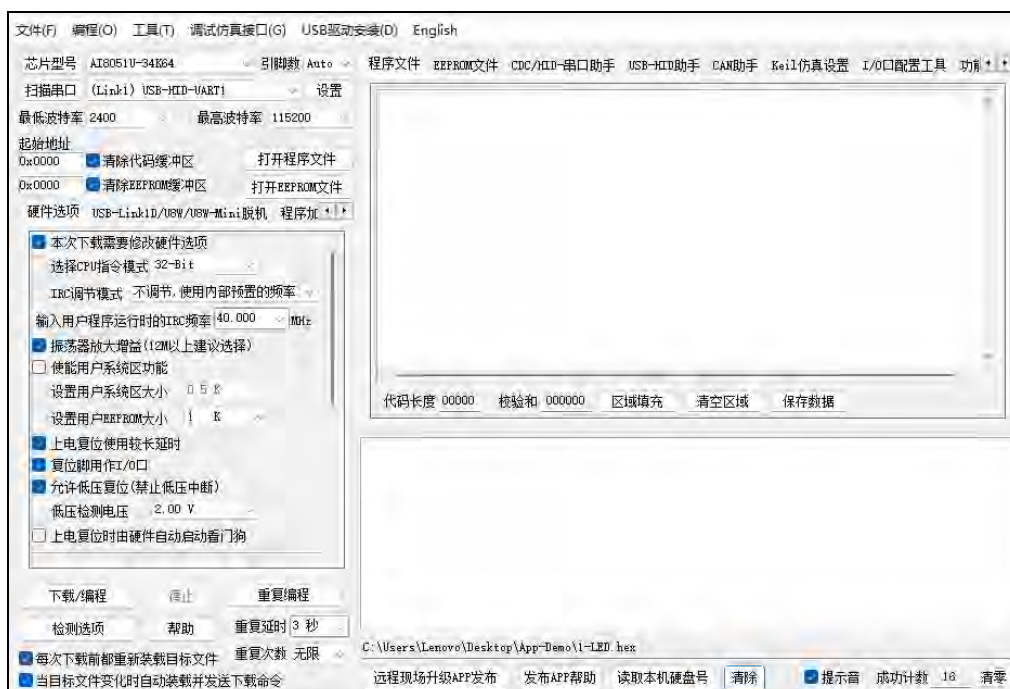 文件(F) 编程(O) 工具(T) 调试仿真接口(G) USB驱动安装(D) English
芯片型号 AI8051U-34K64 引脚数 Auto
扫描串口 (Link1) USB-HID-UART1 设置
最低波特率 2400 最高波特率 115200
起始地址
0x0000 清除代码缓冲区 打开程序文件
0x0000 清除EEPROM缓冲区 打开EEPROM文件
硬件选项 USB-Link1D/U8W/U8W-Mini脱机 程序加
本次下载需要修改硬件选项
选择CPU指令模式 32-Bit
IRC调节模式 不调节,使用内部预置的频率
输入用户程序运行时的IRC频率 40.000 MHz
振荡器放大增益(12M以上建议选择)
使能用户系统区功能
设置用户系统区大小 0.5 K
设置用户EEPROM大小 1 K
上电复位使用较长延时
复位脚用作I/O口
允许低压复位(禁止低压中断)
低压检测电压 2.00 V
上电复位时由硬件自动启动看门狗
下载/编程 停止 重复编程
检测选项 帮助 重复延时 3 秒
每次下载前都重新装载目标文件 重复次数 无限
当目标文件变化时自动装载并发送下载命令
程序文件 EEPROM文件 CDC/HID-串口助手 USB-HID助手 CAN助手 Keil仿真设置 I/O口配置工具 功能
代码长度 00000 校验和 000000 区域填充 清空区域 保存数据
C:\Users\Lenovo\Desktop\App-Demo\1-LED.hex
远程现场升级APP发布 发布APP帮助 读取本机硬盘号 清除 提示音 成功计数 16 清零